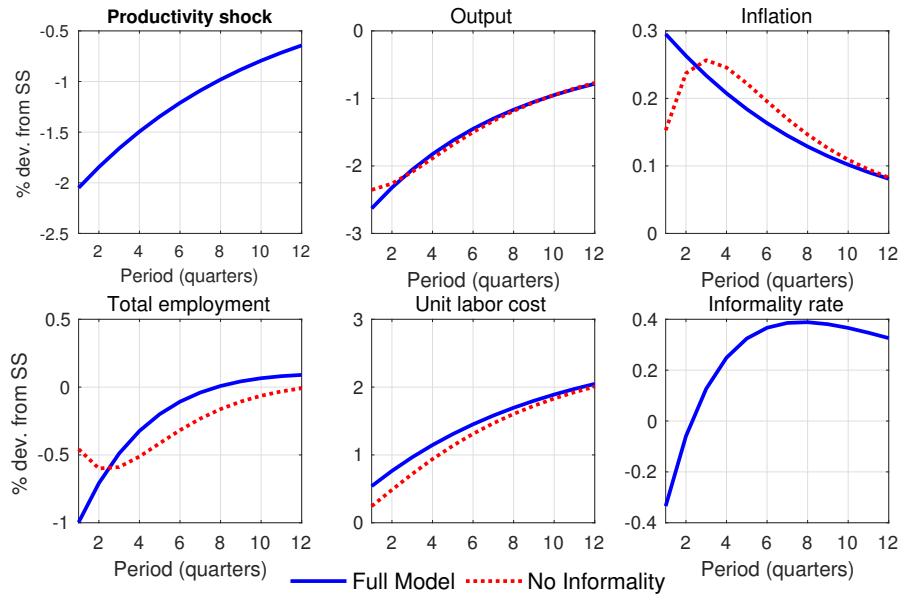 Productivity shock
Output
Inflation
% dev. from SS
-0.5
-1
-1.5
-2
-2.5
2 4 6 8 10 12
Period (quarters)
0
-1
-2
-3
2 4 6 8 10 12
Period (quarters)
0.3
0.2
0.1
0
2 4 6 8 10 12
Period (quarters)
Total employment
Unit labor cost
Informality rate
% dev. from SS
0.5
0
-0.5
-1
2 4 6 8 10 12
Period (quarters)
3
2
1
0
2 4 6 8 10 12
Period (quarters)
0.4
0.2
0
-0.2
-0.4
2 4 6 8 10 12
Period (quarters)
Full Model
No Informality